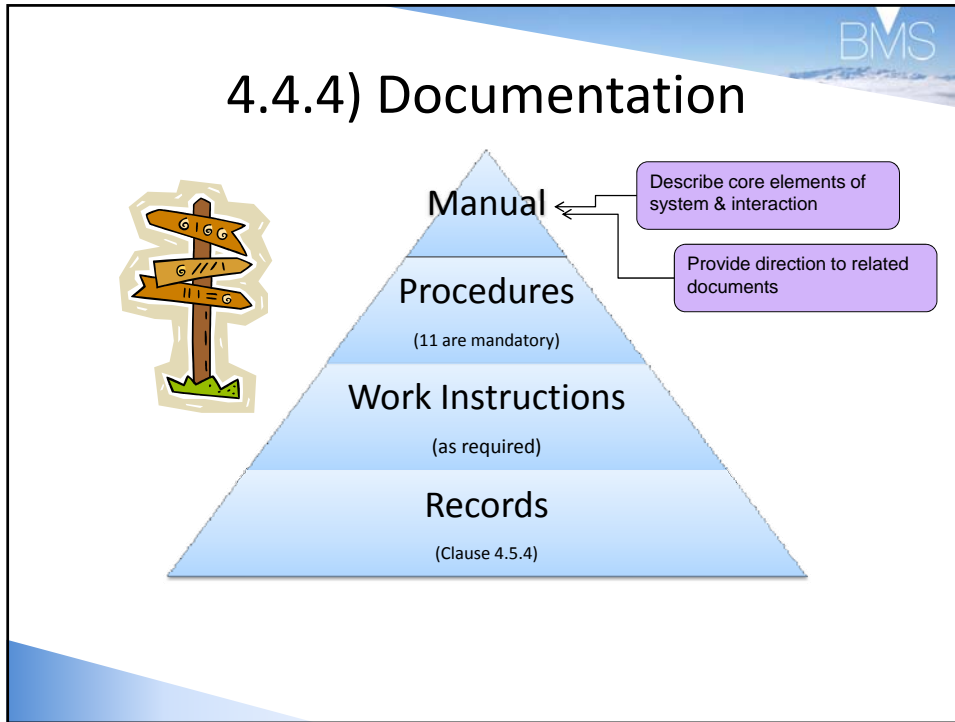 BMS
4.4.4) Documentation
Manual
Describe core elements of
system & interaction
Provide direction to related
documents
Procedures
(11 are mandatory)
Work Instructions
(as required)
Records
(Clause 4.5.4)